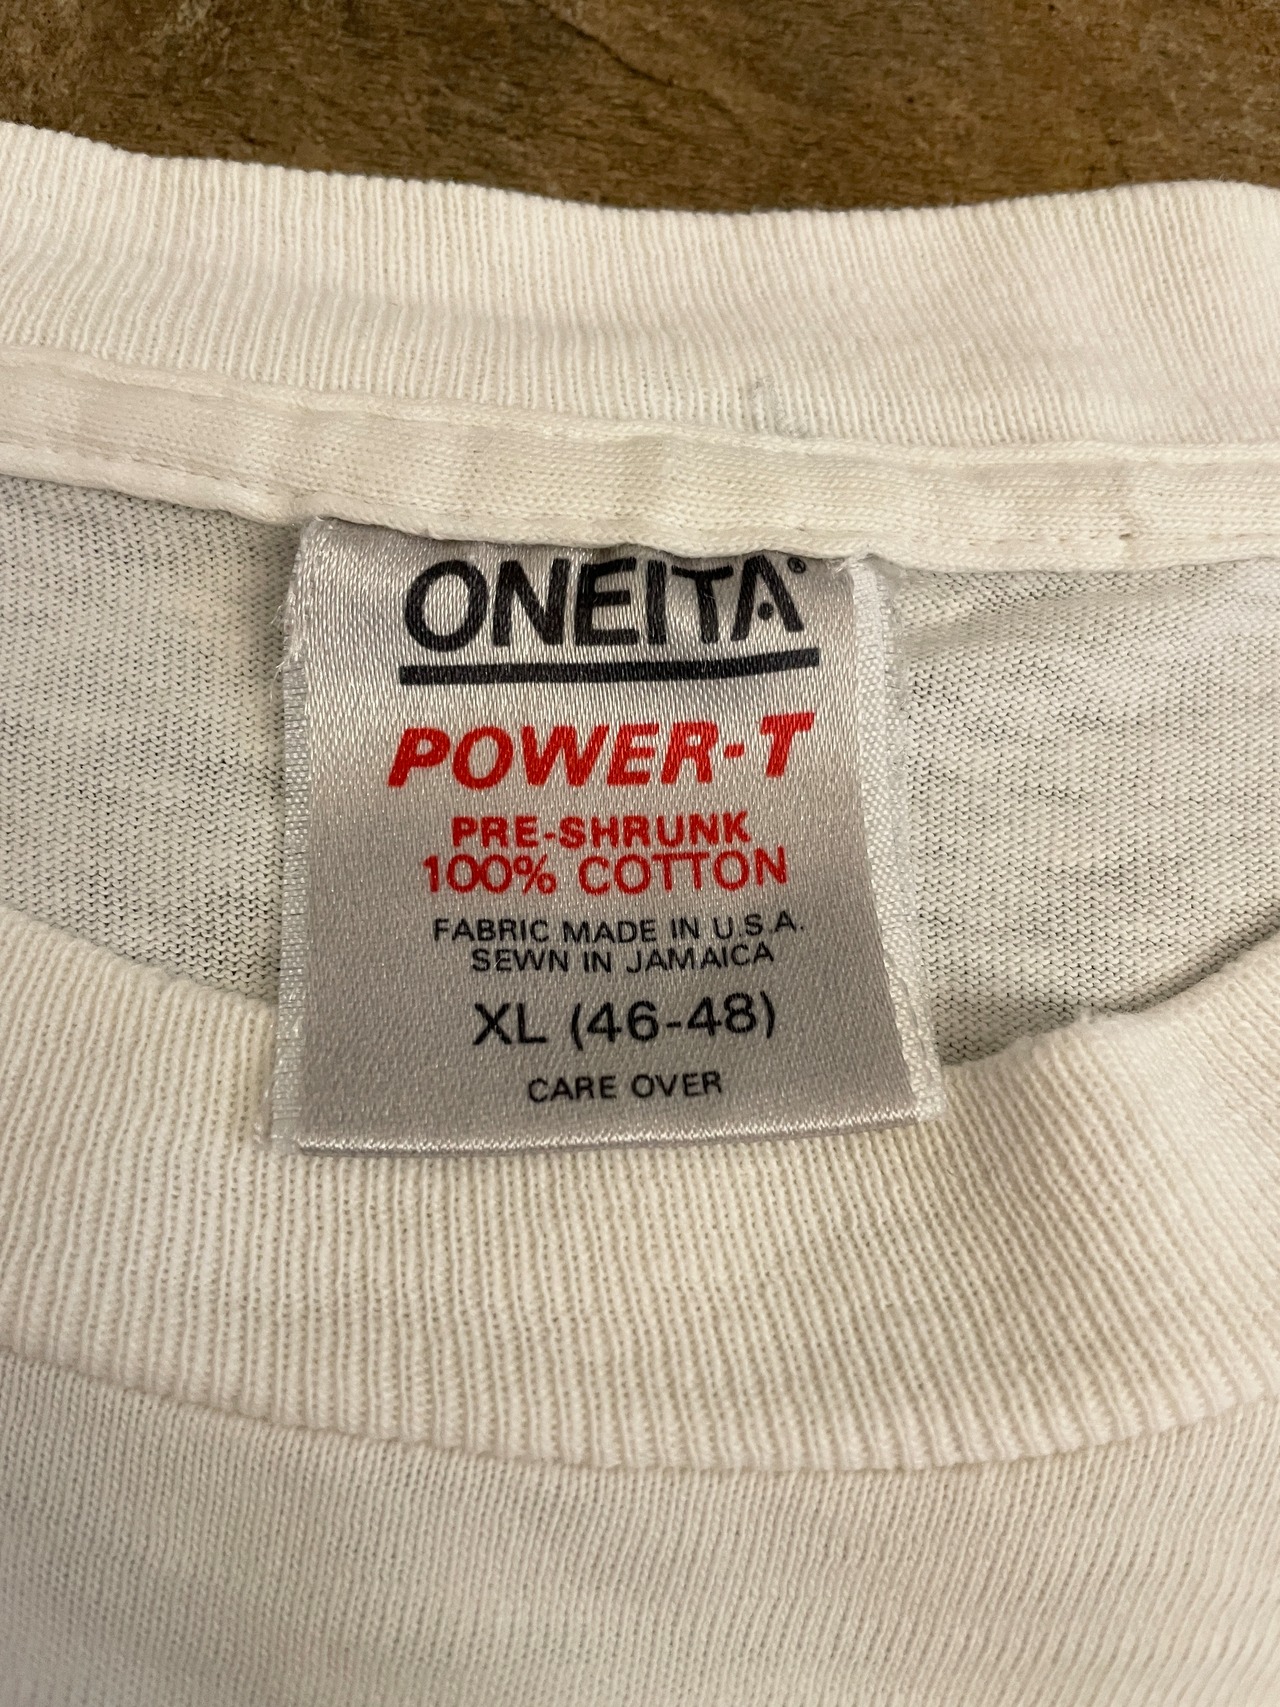 ONEITA®
POWER-T
PRE-SHRUNK
100% COTTON
FABRIC MADE IN U.S.A.
SEWN IN JAMAICA
XL (46-48)
CARE OVER